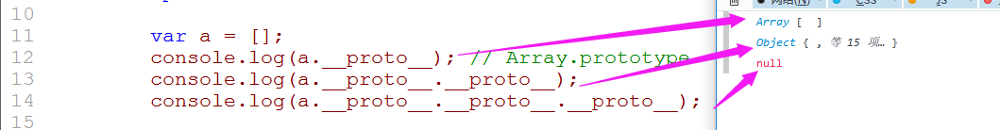 网络(N) CSS JS
10
11 var a = [];
12 console.log(a.__proto__); // Array.prototype
13 console.log(a.__proto__.__proto__);
14 console.log(a.__proto__.__proto__.__proto__);
15
Array [ ]
Object { , 等 15 项… }
null